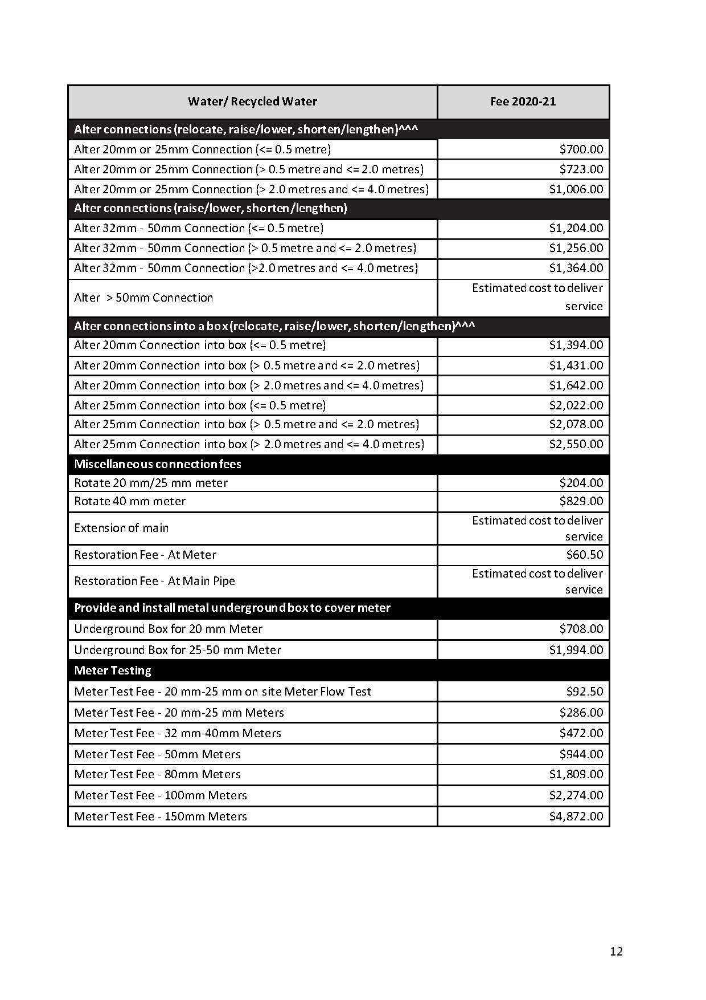 Water/ Recycled Water Fee 2020-21
Alter connections (relocate, raise/lower, shorten/lengthen)^^^
Alter 20mm or 25mm Connection (<= 0.5 metre) $700.00
Alter 20mm or 25mm Connection (> 0.5 metre and <= 2.0 metres) $723.00
Alter 20mm or 25mm Connection (> 2.0 metres and <= 4.0 metres) $1,006.00
Alter connections (raise/lower, shorten/lengthen)
Alter 32mm - 50mm Connection (<= 0.5 metre) $1,204.00
Alter 32mm - 50mm Connection (> 0.5 metre and <= 2.0 metres) $1,256.00
Alter 32mm - 50mm Connection (>2.0 metres and <= 4.0 metres) $1,364.00
Alter > 50mm Connection
Estimated cost to deliver
service
Alter connections into a box (relocate, raise/lower, shorten/lengthen)^^^
Alter 20mm Connection into box (<= 0.5 metre) $1,394.00
Alter 20mm Connection into box (> 0.5 metre and <= 2.0 metres) $1,431.00
Alter 20mm Connection into box (> 2.0 metres and <= 4.0 metres) $1,642.00
Alter 25mm Connection into box (<= 0.5 metre) $2,022.00
Alter 25mm Connection into box (> 0.5 metre and <= 2.0 metres) $2,078.00
Alter 25mm Connection into box (> 2.0 metres and <= 4.0 metres) $2,550.00
Miscellaneous connection fees
Rotate 20 mm/25 mm meter $204.00
Rotate 40 mm meter $829.00
Extension of main
Estimated cost to deliver
service
Restoration Fee - At Meter $60.50
Restoration Fee - At Main Pipe
Estimated cost to deliver
service
Provide and install metal underground box to cover meter
Underground Box for 20 mm Meter $708.00
Underground Box for 25-50 mm Meter $1,994.00
Meter Testing
Meter Test Fee - 20 mm-25 mm on site Meter Flow Test $92.50
Meter Test Fee - 20 mm-25 mm Meters $286.00
Meter Test Fee - 32 mm-40mm Meters $472.00
Meter Test Fee - 50mm Meters $944.00
Meter Test Fee - 80mm Meters $1,809.00
Meter Test Fee - 100mm Meters $2,274.00
Meter Test Fee - 150mm Meters $4,872.00
12